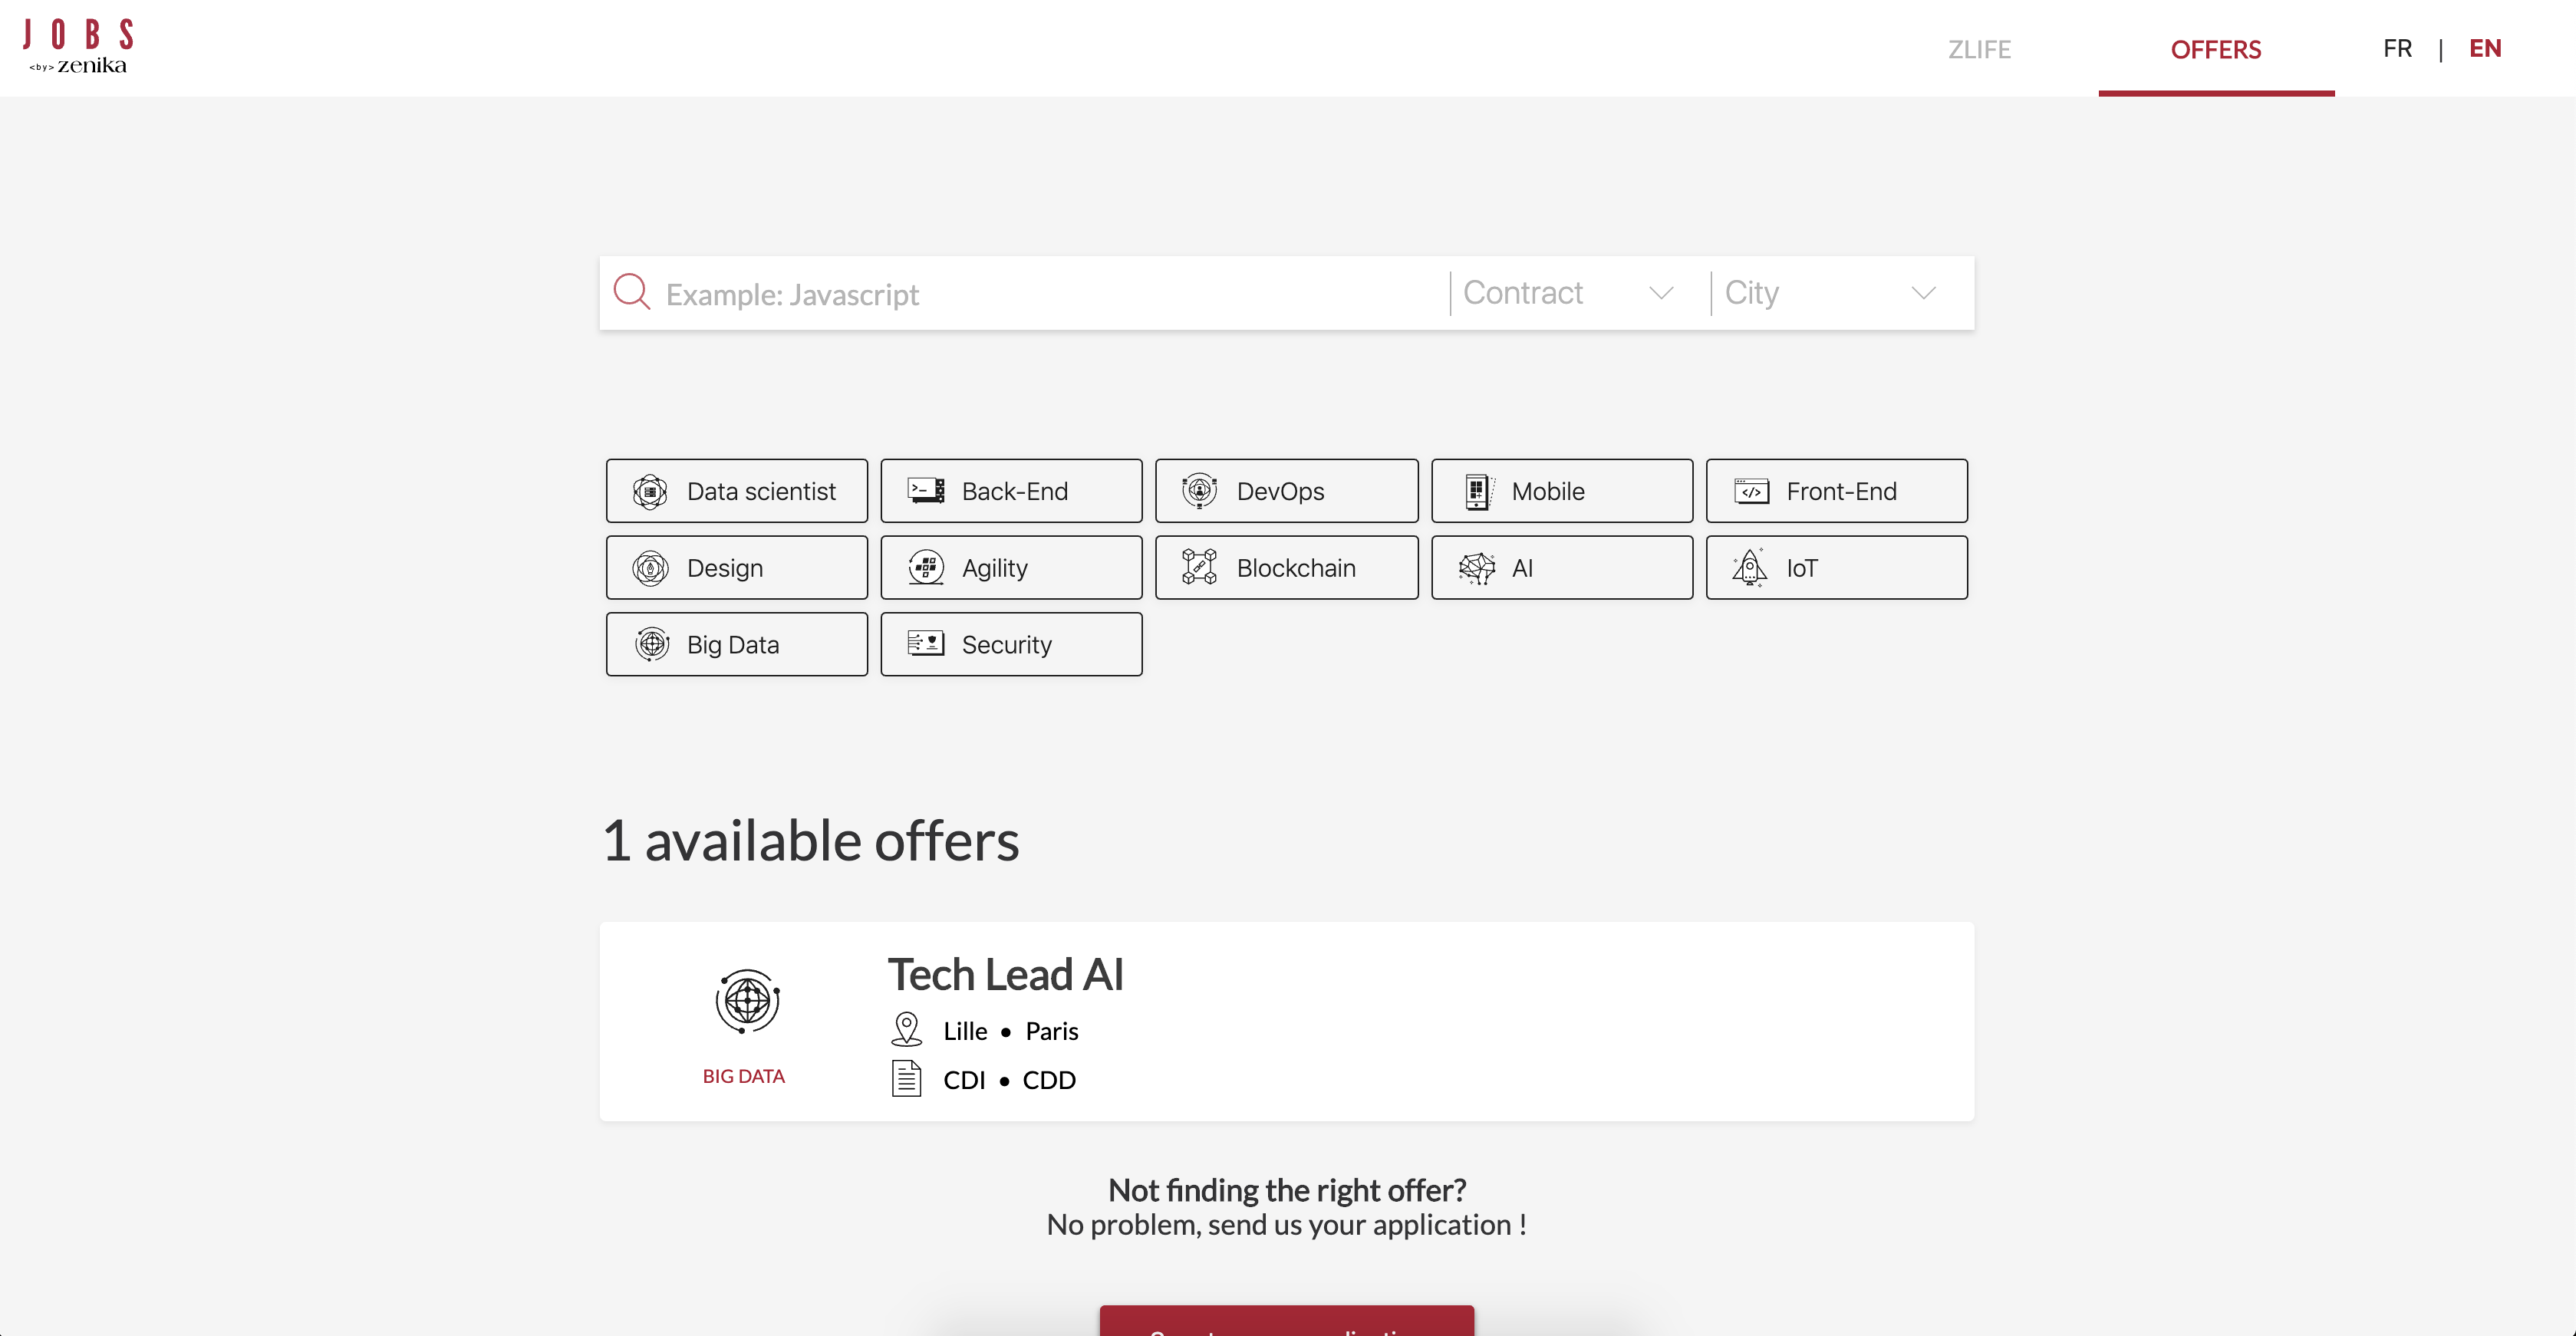 JOBS
<by> zenika
ZLIFE
OFFERS
FR | EN
Example: Javascript
Contract
City
Data scientist
Back-End
DevOps
Mobile
Front-End
Design
Agility
Blockchain
AI
IoT
Big Data
Security
1 available offers
Tech Lead AI
Lille • Paris
BIG DATA
CDI • CDD
Not finding the right offer?
No problem, send us your application !